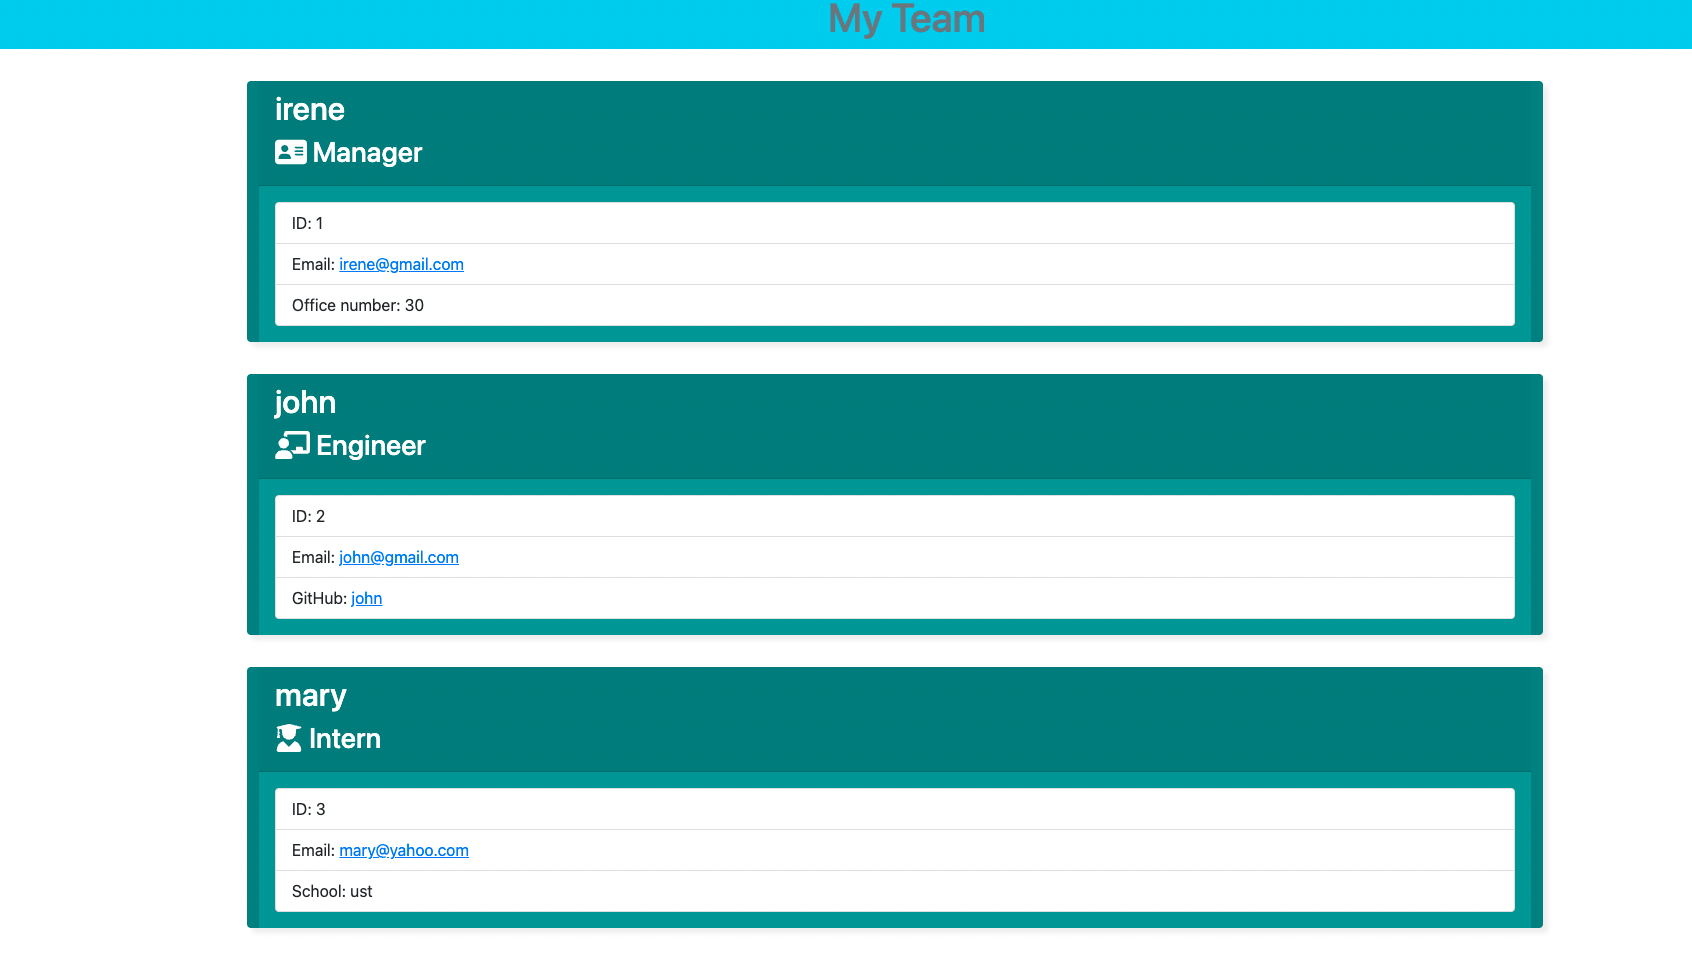 My Team
irene
Manager
ID: 1
Email: irene@gmail.com
Office number: 30
john
Engineer
ID: 2
Email: john@gmail.com
GitHub: john
mary
Intern
ID: 3
Email: mary@yahoo.com
School: ust